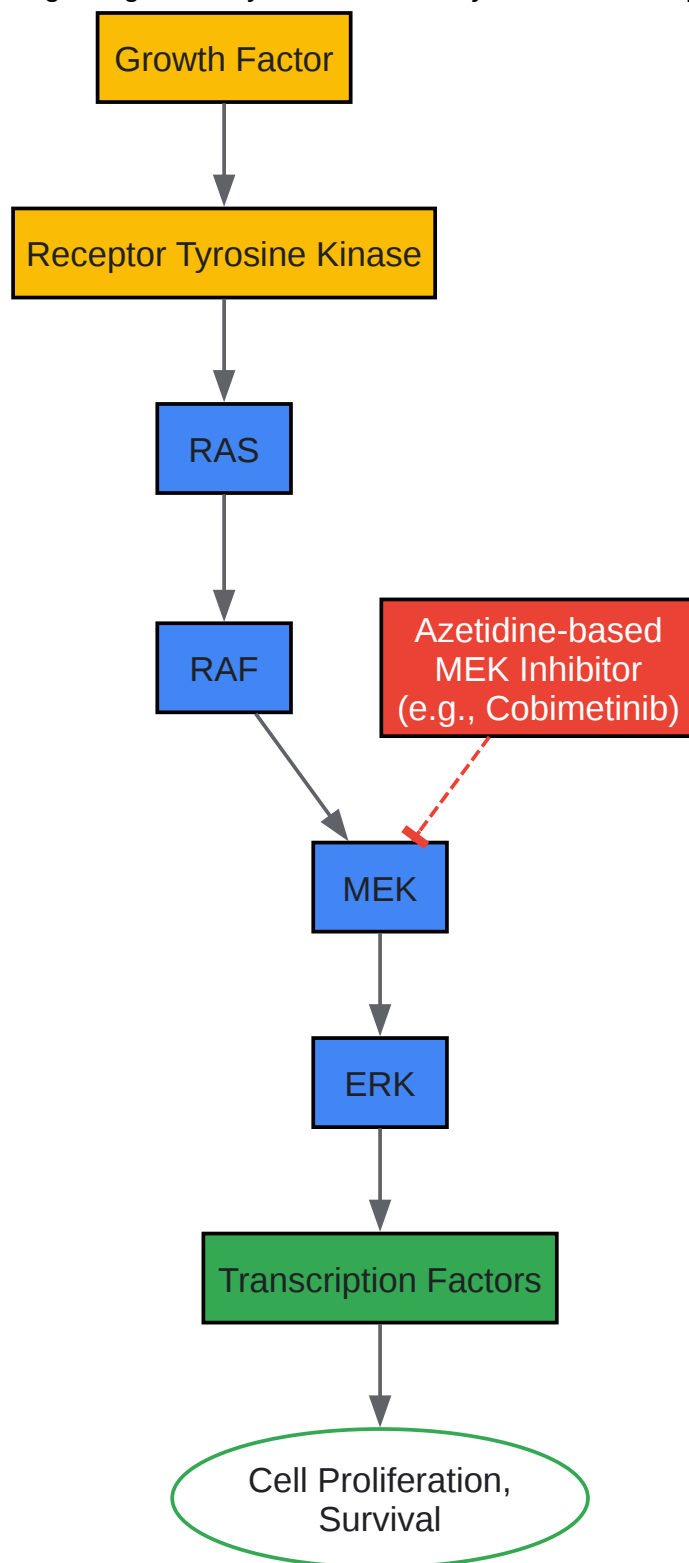 Growth Factor
Receptor Tyrosine Kinase
RAS
RAF
Azetidine-based
MEK Inhibitor
(e.g., Cobimetinib)
MEK
ERK
Transcription Factors
Cell Proliferation,
Survival